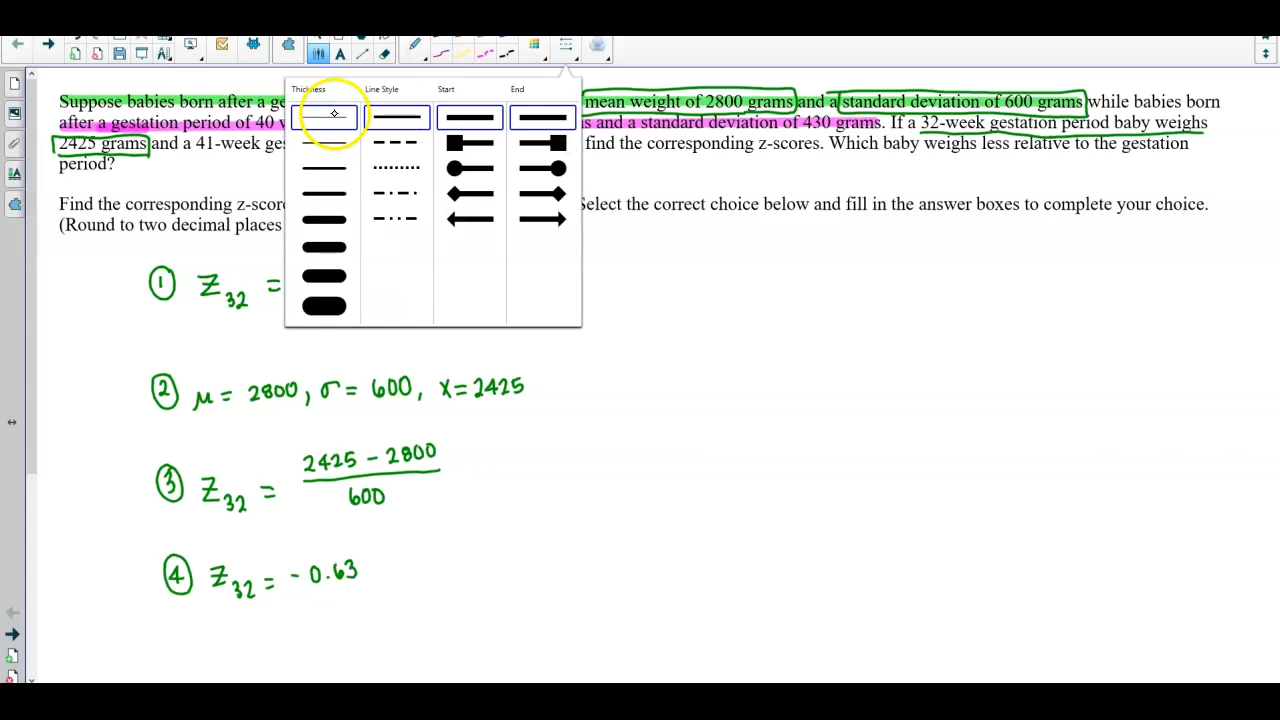 Thickness Line Style Start End
Suppose babies born after a ge mean weight of 2800 grams and a standard deviation of 600 grams while babies born
after a gestation period of 40 w s and a standard deviation of 430 grams. If a 32-week gestation period baby weighs
2425 grams and a 41-week ges find the corresponding z-scores. Which baby weighs less relative to the gestation
period?
Find the corresponding z-score Select the correct choice below and fill in the answer boxes to complete your choice.
(Round to two decimal places
① Z32 =
② μ = 2800, σ = 600, x = 2425
③ Z32 = 2425 - 2800
600
④ Z32 = -0.63